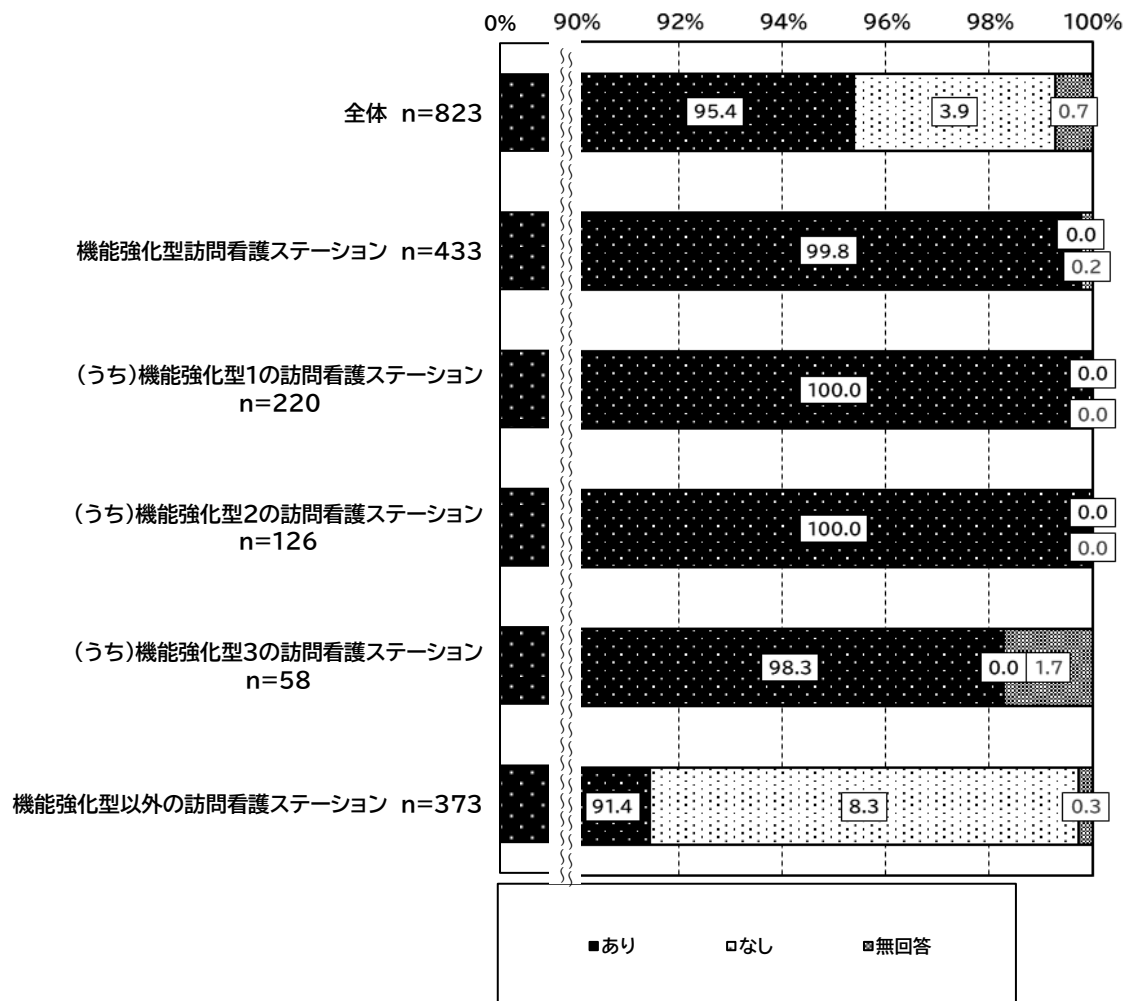 0% 90% 92% 94% 96% 98% 100%
全体 n=823
95.4 3.9 0.7
機能強化型訪問看護ステーション n=433
99.8 0.0 0.2
(うち)機能強化型1の訪問看護ステーション
n=220
100.0 0.0 0.0
(うち)機能強化型2の訪問看護ステーション
n=126
100.0 0.0 0.0
(うち)機能強化型3の訪問看護ステーション
n=58
98.3 0.0 1.7
機能強化型以外の訪問看護ステーション n=373
91.4 8.3 0.3
あり なし 無回答